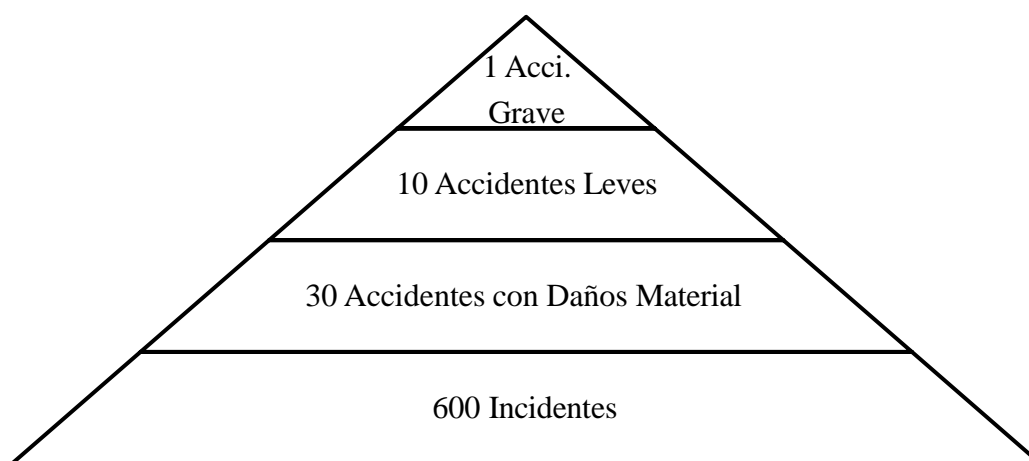 1 Acci.
Grave
10 Accidentes Leves
30 Accidentes con Daños Material
600 Incidentes